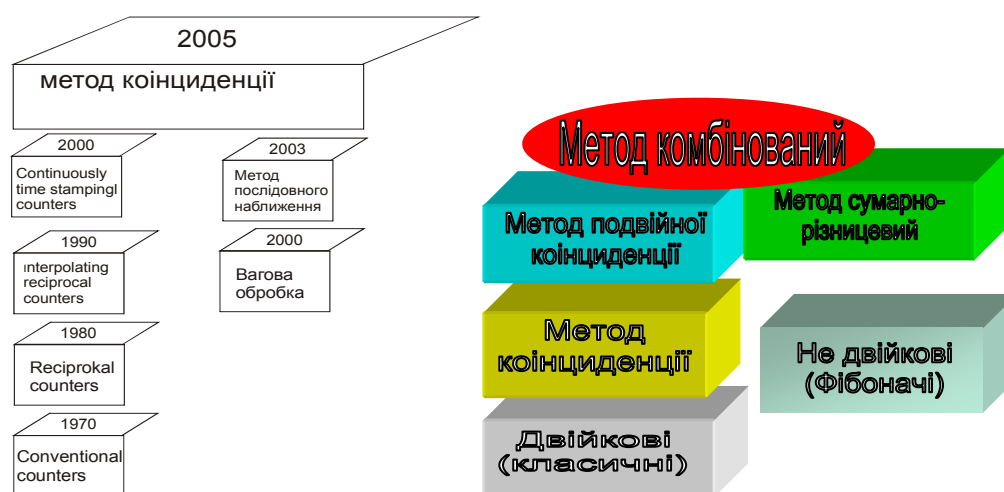 2005
метод коінциденції
2000
Continuously
time stampingl
counters
2003
Метод
послідовного
наближення
1990
ınterpolating
reciprocal
counters
2000
Вагова
обробка
1980
Reciprokal
counters
1970
Conventional
counters
Метод комбінований
Метод подвійної
коінциденції
Метод сумарно-
різницевий
Метод
коінциденції
Не двійкові
(Фібоначі)
Двійкові
(класичні)